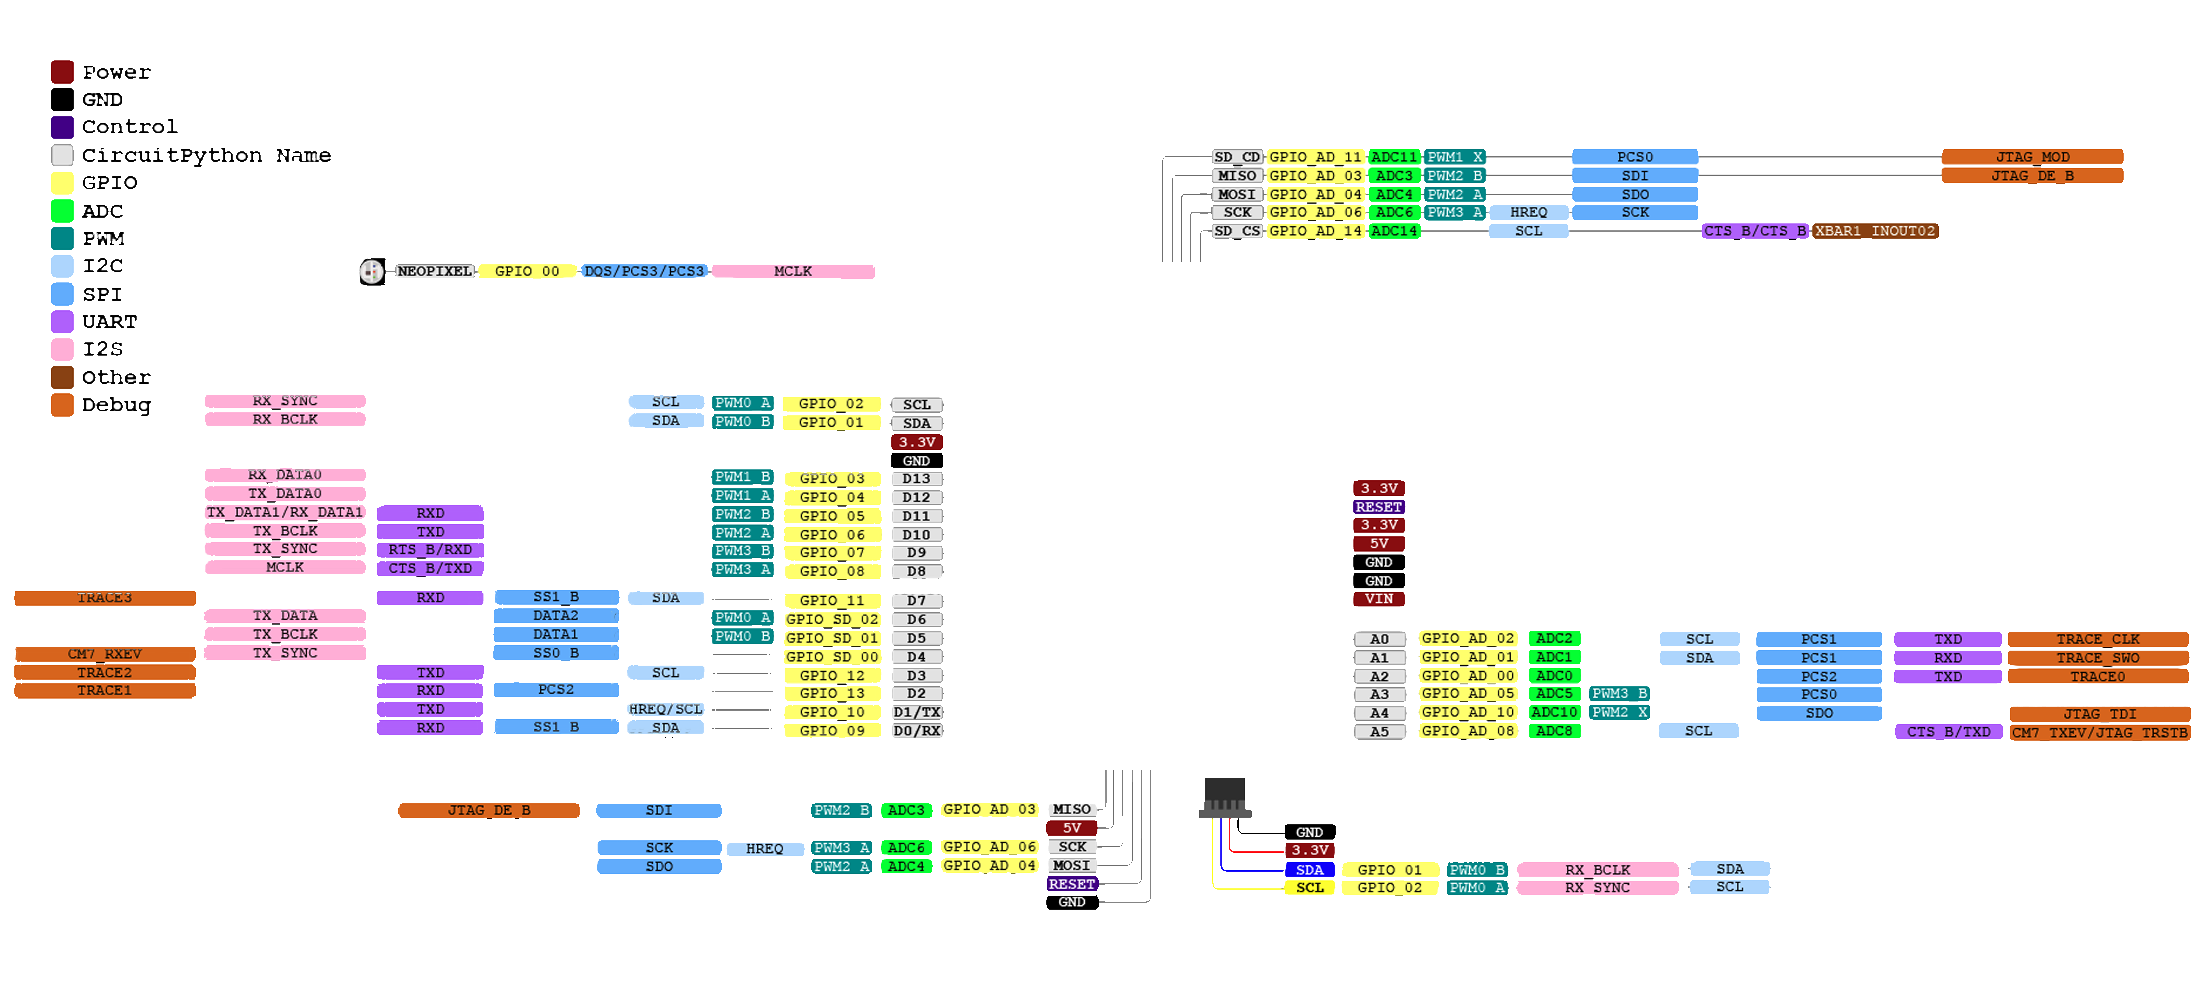 Power
GND
Control
CircuitPython Name
GPIO
ADC
PWM
I2C
SPI
UART
I2S
Other
Debug
SD_CD GPIO_AD_11 ADC11 PWM1_X PCS0 JTAG_MOD
MISO GPIO_AD_03 ADC3 PWM2_B SDI JTAG_DE_B
MOSI GPIO_AD_04 ADC4 PWM2_A SDO
SCK GPIO_AD_06 ADC6 PWM3_A HREQ SCK
SD_CS GPIO_AD_14 ADC14 SCL CTS_B/CTS_B XBAR1_INOUT02
NEOPIXEL GPIO_00 DQS/PCS3/PCS3 MCLK
RX_SYNC SCL PWM0_A GPIO_02 SCL
RX_BCLK SDA PWM0_B GPIO_01 SDA
3.3V
GND
RX_DATA0 PWM1_B GPIO_03 D13
TX_DATA0 PWM1_A GPIO_04 D12
TX_DATA1/RX_DATA1 RXD PWM2_B GPIO_05 D11
TX_BCLK TXD PWM2_A GPIO_06 D10
TX_SYNC RTS_B/RXD PWM3_B GPIO_07 D9
MCLK CTS_B/TXD PWM3_A GPIO_08 D8
TRACE3 RXD SS1_B SDA GPIO_11 D7
TX_DATA DATA2 PWM0_A GPIO_SD_02 D6
TX_BCLK DATA1 PWM0_B GPIO_SD_01 D5
CM7_RXEV TX_SYNC SS0_B GPIO_SD_00 D4
TRACE2 TXD SCL GPIO_12 D3
TRACE1 RXD PCS2 GPIO_13 D2
TXD HREQ/SCL GPIO_10 D1/TX
RXD SS1_B SDA GPIO_09 D0/RX
3.3V
RESET
3.3V
5V
GND
GND
VIN
A0 GPIO_AD_02 ADC2 SCL PCS1 TXD TRACE_CLK
A1 GPIO_AD_01 ADC1 SDA PCS1 RXD TRACE_SWO
A2 GPIO_AD_00 ADC0 PCS2 TXD TRACE0
A3 GPIO_AD_05 ADC5 PWM3_B PCS0
A4 GPIO_AD_10 ADC10 PWM2_X SDO JTAG_TDI
A5 GPIO_AD_08 ADC8 SCL CTS_B/TXD CM7_TXEV/JTAG_TRSTB
JTAG_DE_B SDI PWM2_B ADC3 GPIO_AD_03 MISO
5V
SCK HREQ PWM3_A ADC6 GPIO_AD_06 SCK
SDO PWM2_A ADC4 GPIO_AD_04 MOSI
RESET
GND
GND
3.3V
SDA GPIO_01 PWM0_B RX_BCLK SDA
SCL GPIO_02 PWM0_A RX_SYNC SCL